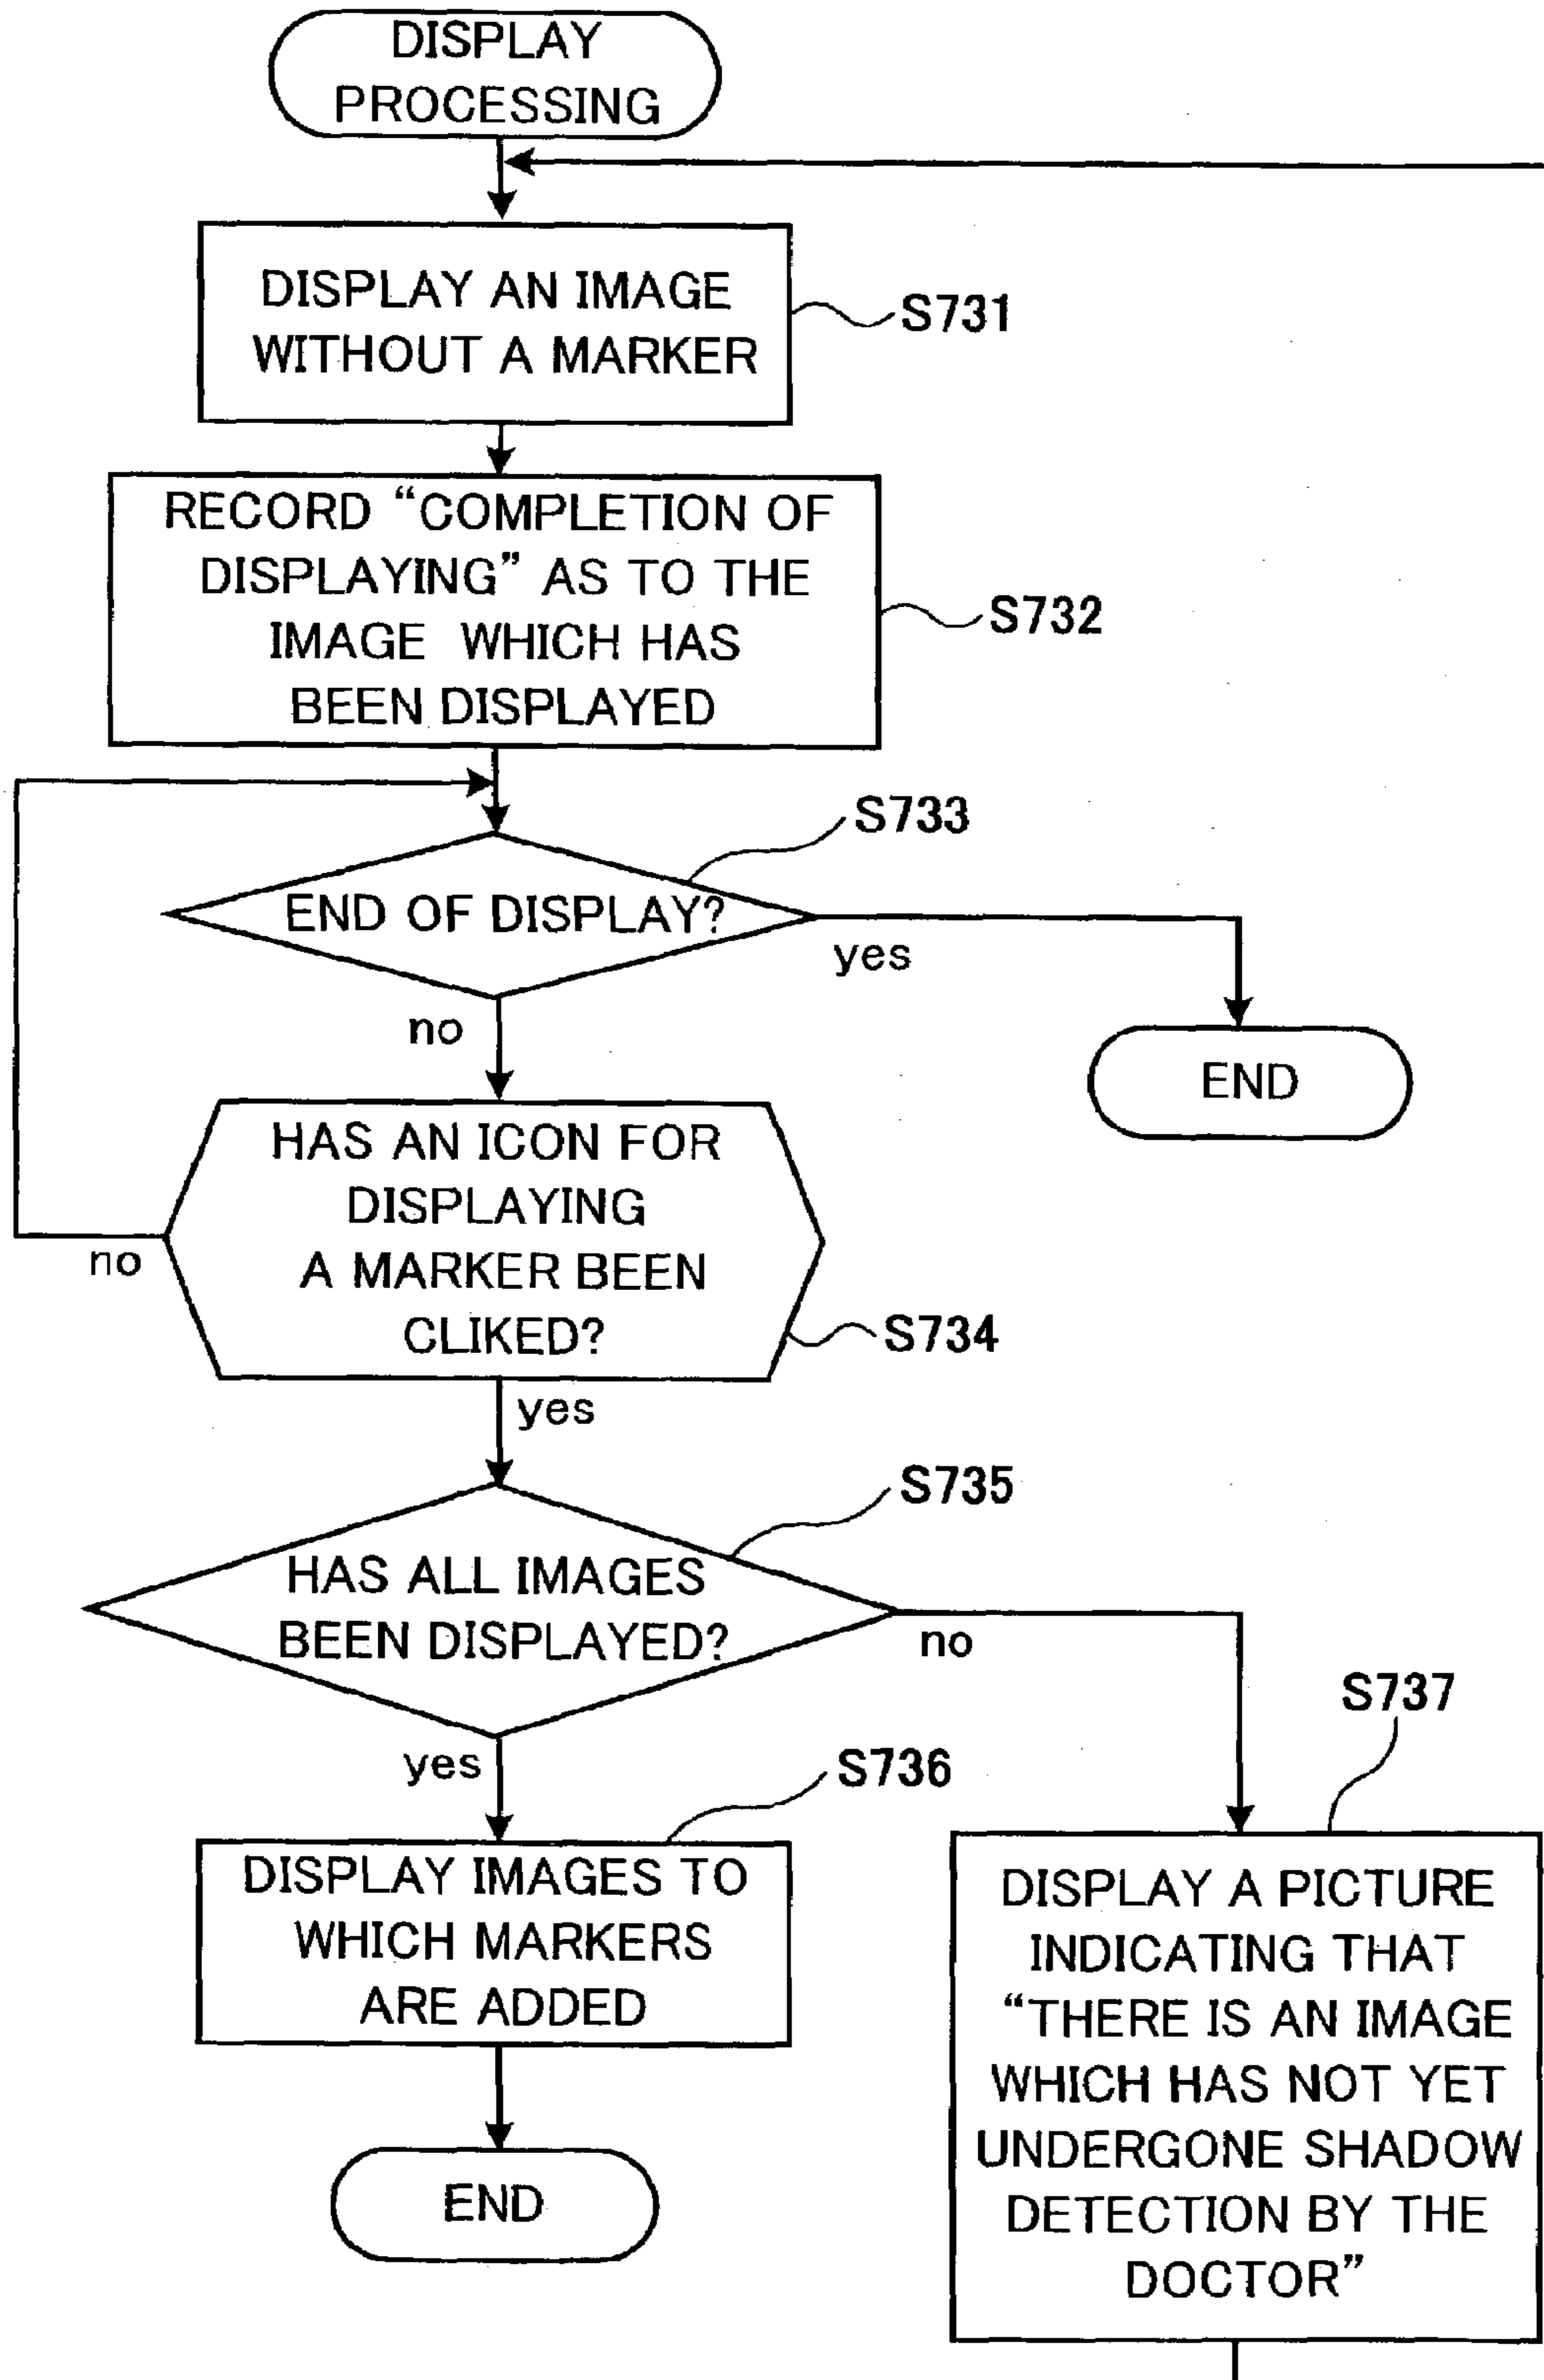 DISPLAY
PROCESSING
DISPLAY AN IMAGE
WITHOUT A MARKER
S731
RECORD “COMPLETION OF
DISPLAYING” AS TO THE
IMAGE WHICH HAS
BEEN DISPLAYED
S732
S733
END OF DISPLAY?
yes
no
END
HAS AN ICON FOR
DISPLAYING
A MARKER BEEN
CLIKED?
no
S734
yes
S735
HAS ALL IMAGES
BEEN DISPLAYED?
no
yes
S736
S737
DISPLAY IMAGES TO
WHICH MARKERS
ARE ADDED
END
DISPLAY A PICTURE
INDICATING THAT
“THERE IS AN IMAGE
WHICH HAS NOT YET
UNDERGONE SHADOW
DETECTION BY THE
DOCTOR”